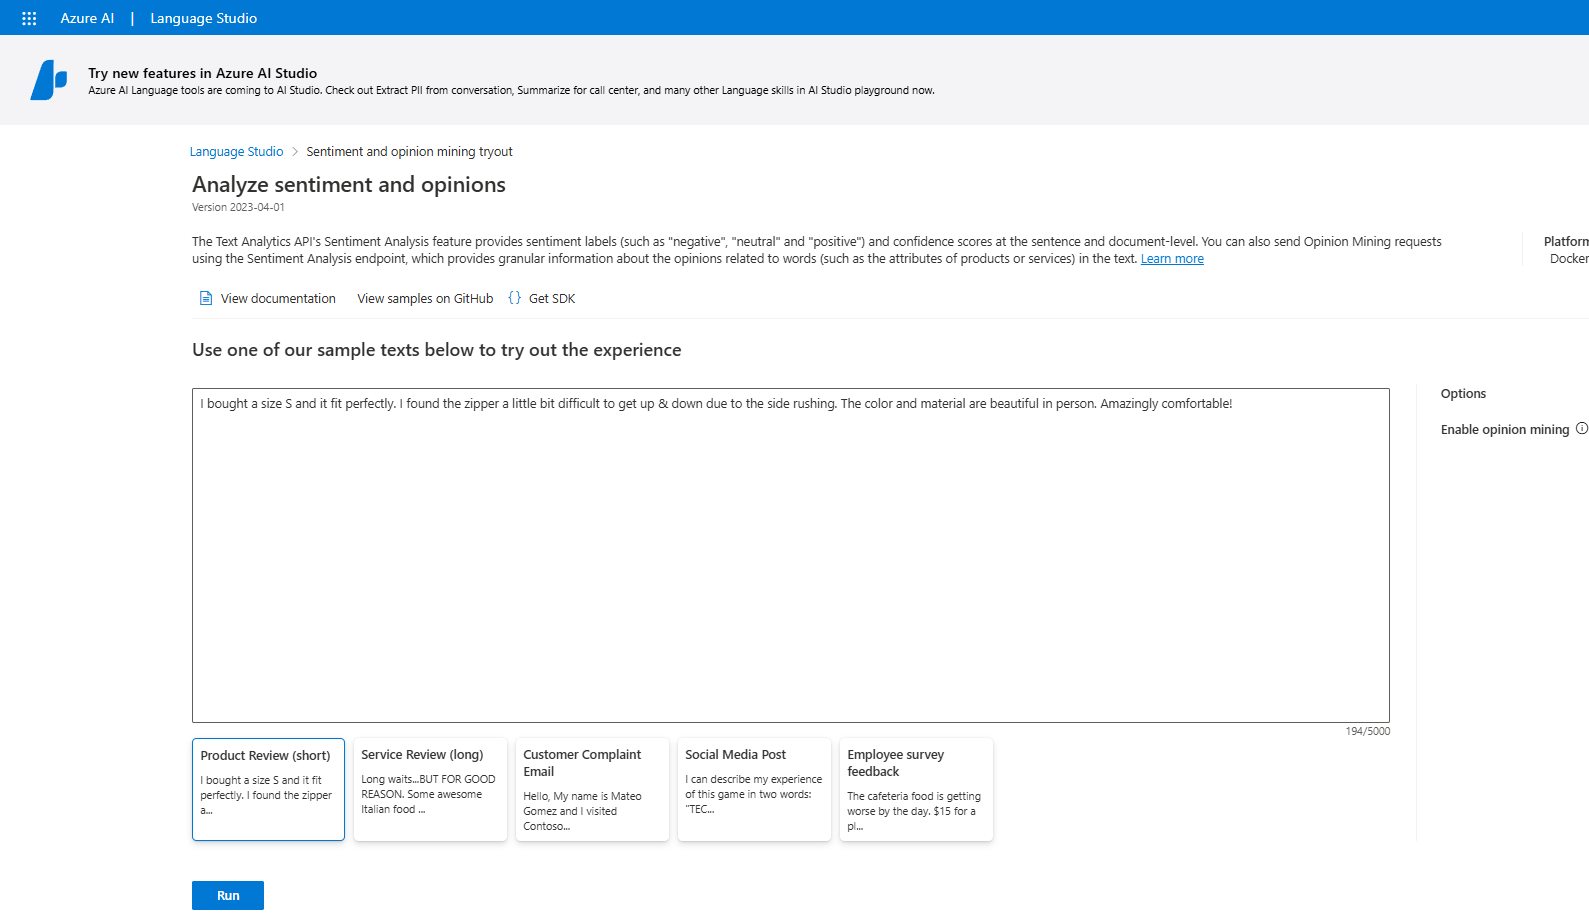 Azure AI | Language Studio
Try new features in Azure AI Studio
Azure AI Language tools are coming to AI Studio. Check out Extract PII from conversation, Summarize for call center, and many other Language skills in AI Studio playground now.
Language Studio > Sentiment and opinion mining tryout
Analyze sentiment and opinions
Version 2023-04-01
The Text Analytics API's Sentiment Analysis feature provides sentiment labels (such as "negative", "neutral" and "positive") and confidence scores at the sentence and document-level. You can also send Opinion Mining requests
using the Sentiment Analysis endpoint, which provides granular information about the opinions related to words (such as the attributes of products or services) in the text. Learn more
Platform
Docker
View documentation View samples on GitHub {} Get SDK
Use one of our sample texts below to try out the experience
I bought a size S and it fit perfectly. I found the zipper a little bit difficult to get up & down due to the side rushing. The color and material are beautiful in person. Amazingly comfortable!
Options
Enable opinion mining
194/5000
Product Review (short)
I bought a size S and it fit
perfectly. I found the zipper
a...
Service Review (long)
Long waits...BUT FOR GOOD
REASON. Some awesome
Italian food ...
Customer Complaint
Email
Hello, My name is Mateo
Gomez and I visited
Contoso...
Social Media Post
I can describe my experience
of this game in two words:
"TEC...
Employee survey
feedback
The cafeteria food is getting
worse by the day. $15 for a
pl...
Run